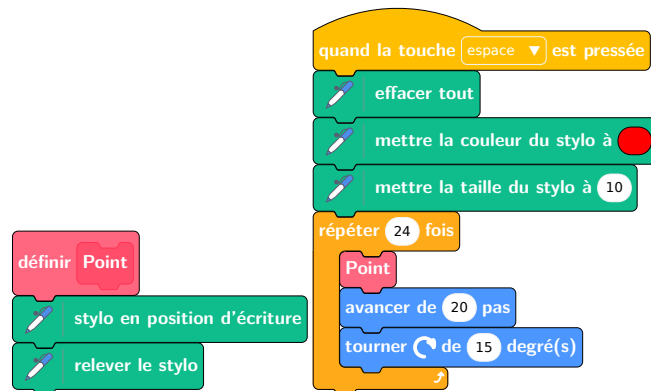 définir Point
stylo en position d'écriture
relever le stylo
quand la touche espace ▼ est pressée
effacer tout
mettre la couleur du stylo à
mettre la taille du stylo à 10
répéter 24 fois
Point
avancer de 20 pas
tourner de 15 degré(s)